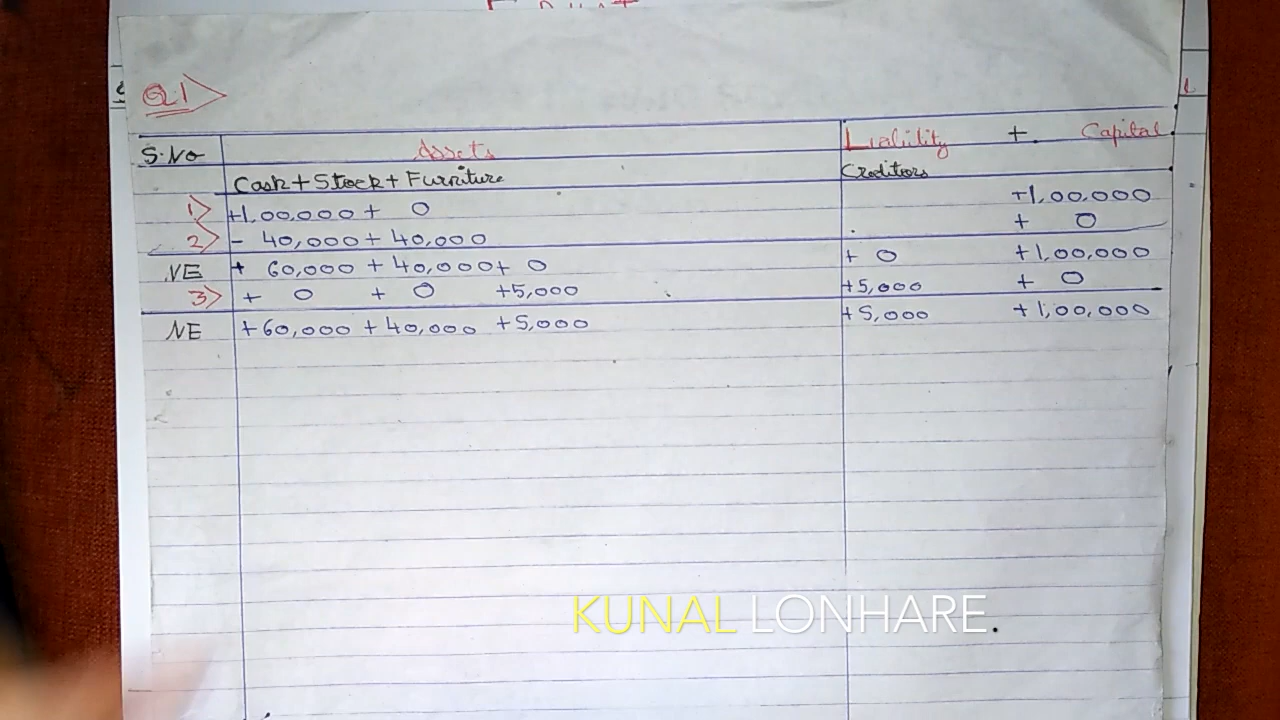 Q.1
S.No Assets Liability + Capital
Cash + Stock + Furniture Creditors
1) +1,00,000 + 0 +1,00,000
2) - 40,000 + 40,000 + 0
NE + 60,000 + 40,000 + 0 + 0 +1,00,000
3) + 0 + 0 +5,000 +5,000 + 0
NE +60,000 +40,000 +5,000 +5,000 +1,00,000
KUNAL LONHARE.